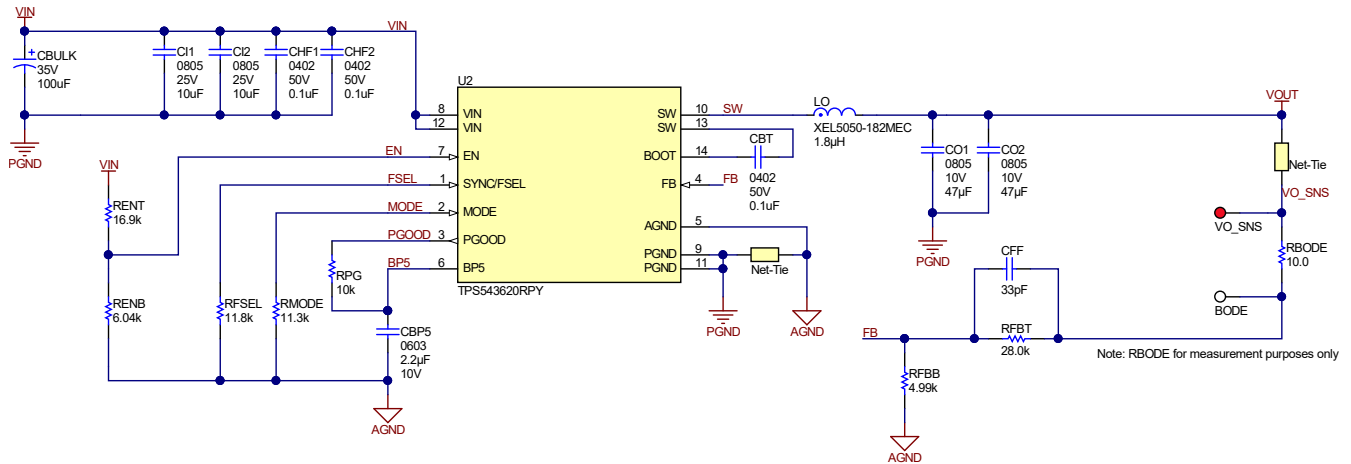 VIN
VIN
CBULK
+
35V
100uF
CI1
0805
25V
10uF
CI2
0805
25V
10uF
CHF1
0402
50V
0.1uF
CHF2
0402
50V
0.1uF
PGND
U2
8 VIN
12 VIN
7 EN
1 SYNC/FSEL
2 MODE
3 PGOOD
6 BP5
SW 10
SW 13
BOOT 14
FB 4
AGND 5
PGND 9
PGND 11
TPS543620RPY
EN
FSEL
MODE
PGOOD
BP5
VIN
RENT
16.9k
RENB
6.04k
RFSEL
11.8k
RMODE
11.3k
RPG
10k
CBP5
0603
2.2µF
10V
AGND
SW
LO
XEL5050-182MEC
1.8µH
CBT
0402
50V
0.1uF
FB
Net-Tie
PGND
AGND
CO1
0805
10V
47µF
CO2
0805
10V
47µF
PGND
VOUT
Net-Tie
VO_SNS
VO_SNS
RBODE
10.0
BODE
CFF
33pF
FB
RFBT
28.0k
Note: RBODE for measurement purposes only
RFBB
4.99k
AGND